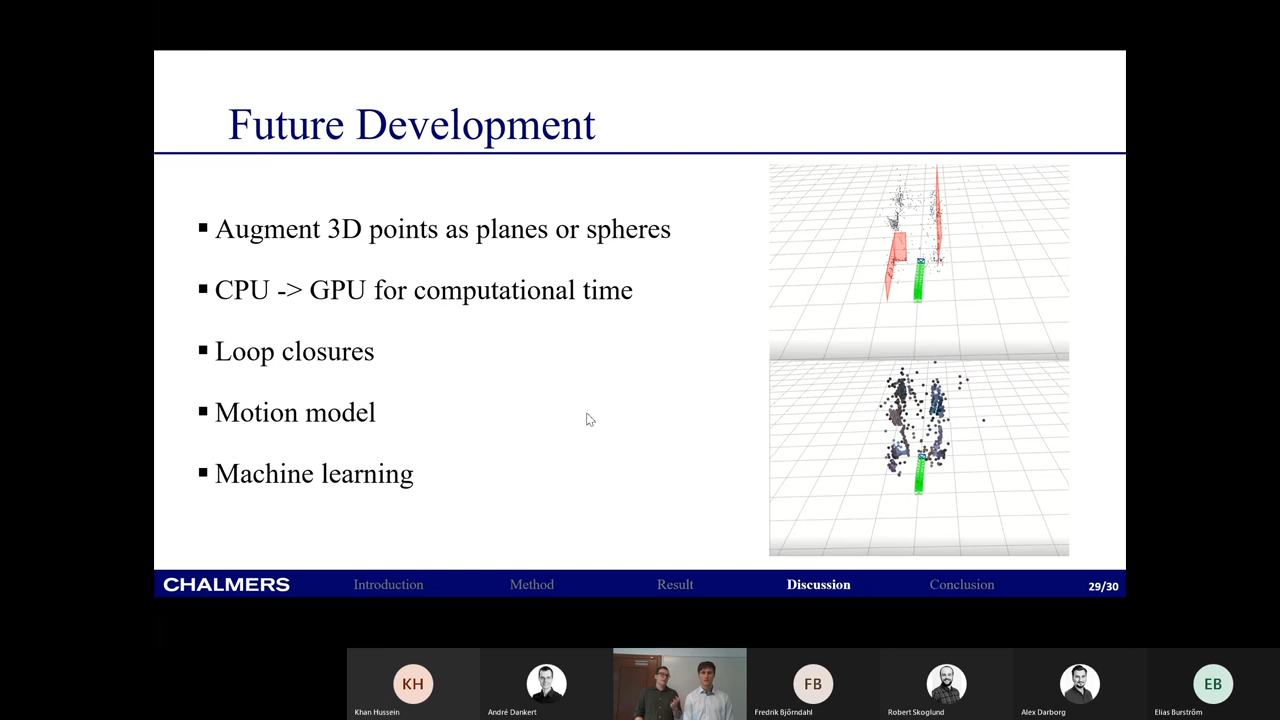 Future Development
Augment 3D points as planes or spheres
CPU -> GPU for computational time
Loop closures
Motion model
Machine learning
CHALMERS
Introduction
Method
Result
Discussion
Conclusion
29/30
KH
FB
EB
Khan Hussein
André Dankert
Fredrik Björndahl
Robert Skoglund
Alex Darborg
Elias Burström